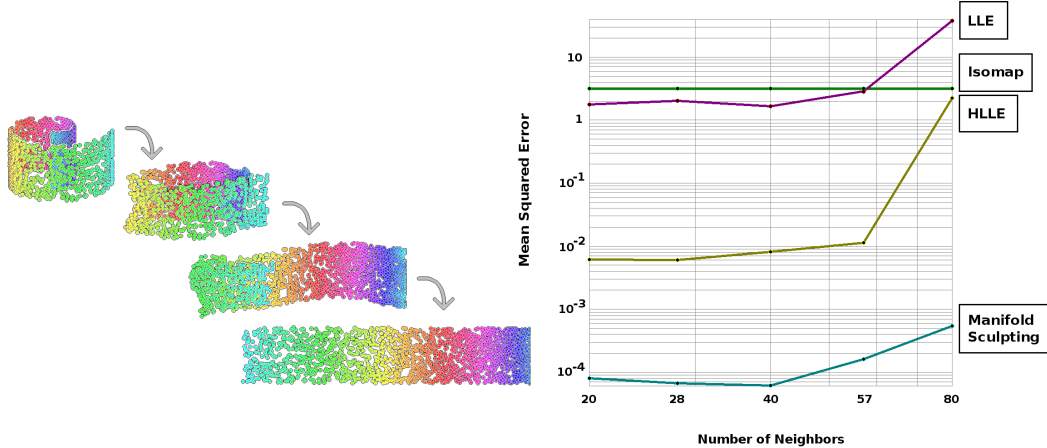 LLE
Isomap
HLLE
Manifold
Sculpting
Mean Squared Error
10
1
10-1
10-2
10-3
10-4
20 28 40 57 80
Number of Neighbors